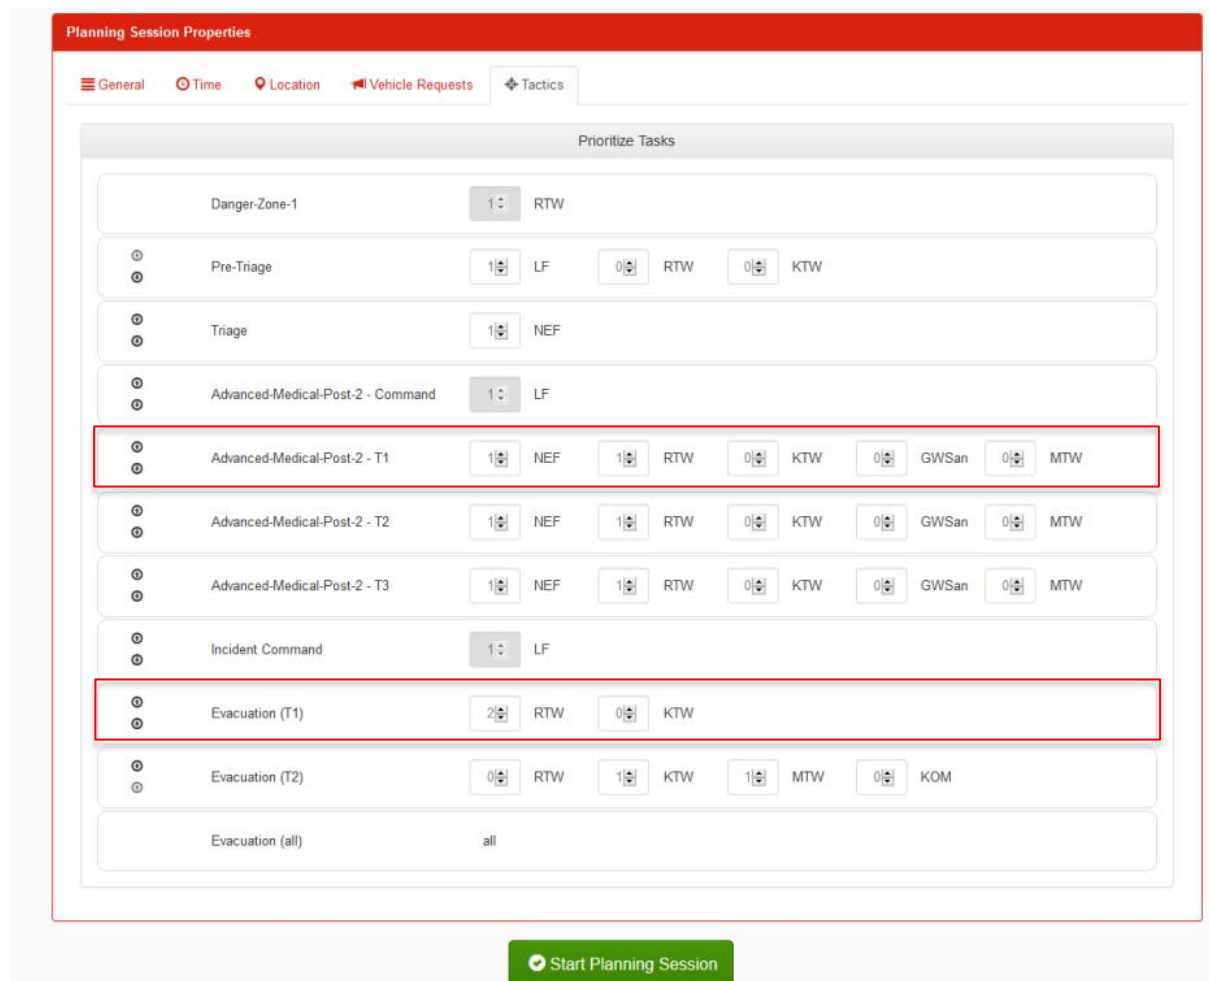 Planning Session Properties
General Time Location Vehicle Requests Tactics
Prioritize Tasks
Danger-Zone-1 1 RTW
Pre-Triage 1 LF 0 RTW 0 KTW
Triage 1 NEF
Advanced-Medical-Post-2 - Command 1 LF
Advanced-Medical-Post-2 - T1 1 NEF 1 RTW 0 KTW 0 GWSan 0 MTW
Advanced-Medical-Post-2 - T2 1 NEF 1 RTW 0 KTW 0 GWSan 0 MTW
Advanced-Medical-Post-2 - T3 1 NEF 1 RTW 0 KTW 0 GWSan 0 MTW
Incident Command 1 LF
Evacuation (T1) 2 RTW 0 KTW
Evacuation (T2) 0 RTW 1 KTW 1 MTW 0 KOM
Evacuation (all) all
Start Planning Session